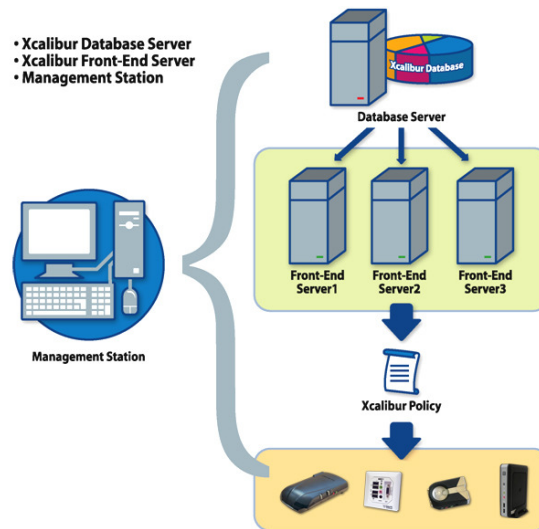 • Xcalibur Database Server
• Xcalibur Front-End Server
• Management Station
Xcalibur Database
Database Server
Front-End
Server1
Front-End
Server2
Front-End
Server3
Management Station
Xcalibur Policy